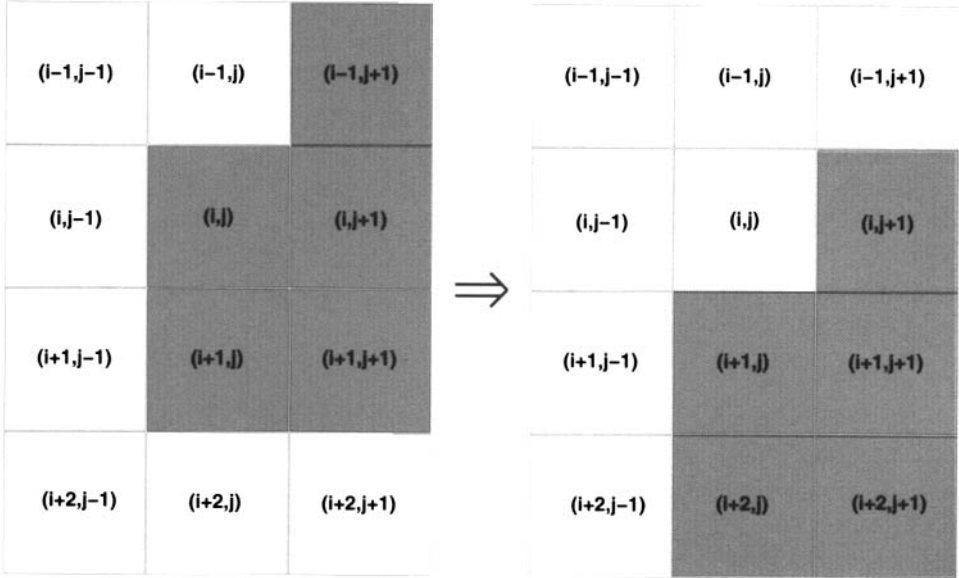 (i−1,j−1) (i−1,j) (i−1,j+1)
(i,j−1) (i,j) (i,j+1)
(i+1,j−1) (i+1,j) (i+1,j+1)
(i+2,j−1) (i+2,j) (i+2,j+1)
⇒
(i−1,j−1) (i−1,j) (i−1,j+1)
(i,j−1) (i,j) (i,j+1)
(i+1,j−1) (i+1,j) (i+1,j+1)
(i+2,j−1) (i+2,j) (i+2,j+1)